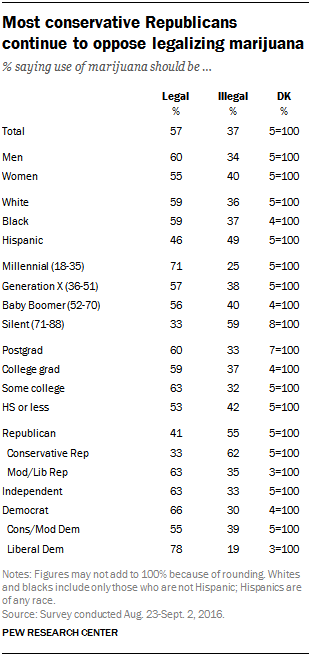 Most conservative Republicans
continue to oppose legalizing marijuana
% saying use of marijuana should be ...
Legal Illegal DK
% % %
Total 57 37 5=100
Men 60 34 5=100
Women 55 40 5=100
White 59 36 5=100
Black 59 37 4=100
Hispanic 46 49 5=100
Millennial (18-35) 71 25 5=100
Generation X (36-51) 57 38 5=100
Baby Boomer (52-70) 56 40 4=100
Silent (71-88) 33 59 8=100
Postgrad 60 33 7=100
College grad 59 37 4=100
Some college 63 32 5=100
HS or less 53 42 5=100
Republican 41 55 5=100
Conservative Rep 33 62 5=100
Mod/Lib Rep 63 35 3=100
Independent 63 33 5=100
Democrat 66 30 4=100
Cons/Mod Dem 55 39 5=100
Liberal Dem 78 19 3=100
Notes: Figures may not add to 100% because of rounding. Whites
and blacks include only those who are not Hispanic; Hispanics are
of any race.
Source: Survey conducted Aug. 23-Sept. 2, 2016.
PEW RESEARCH CENTER